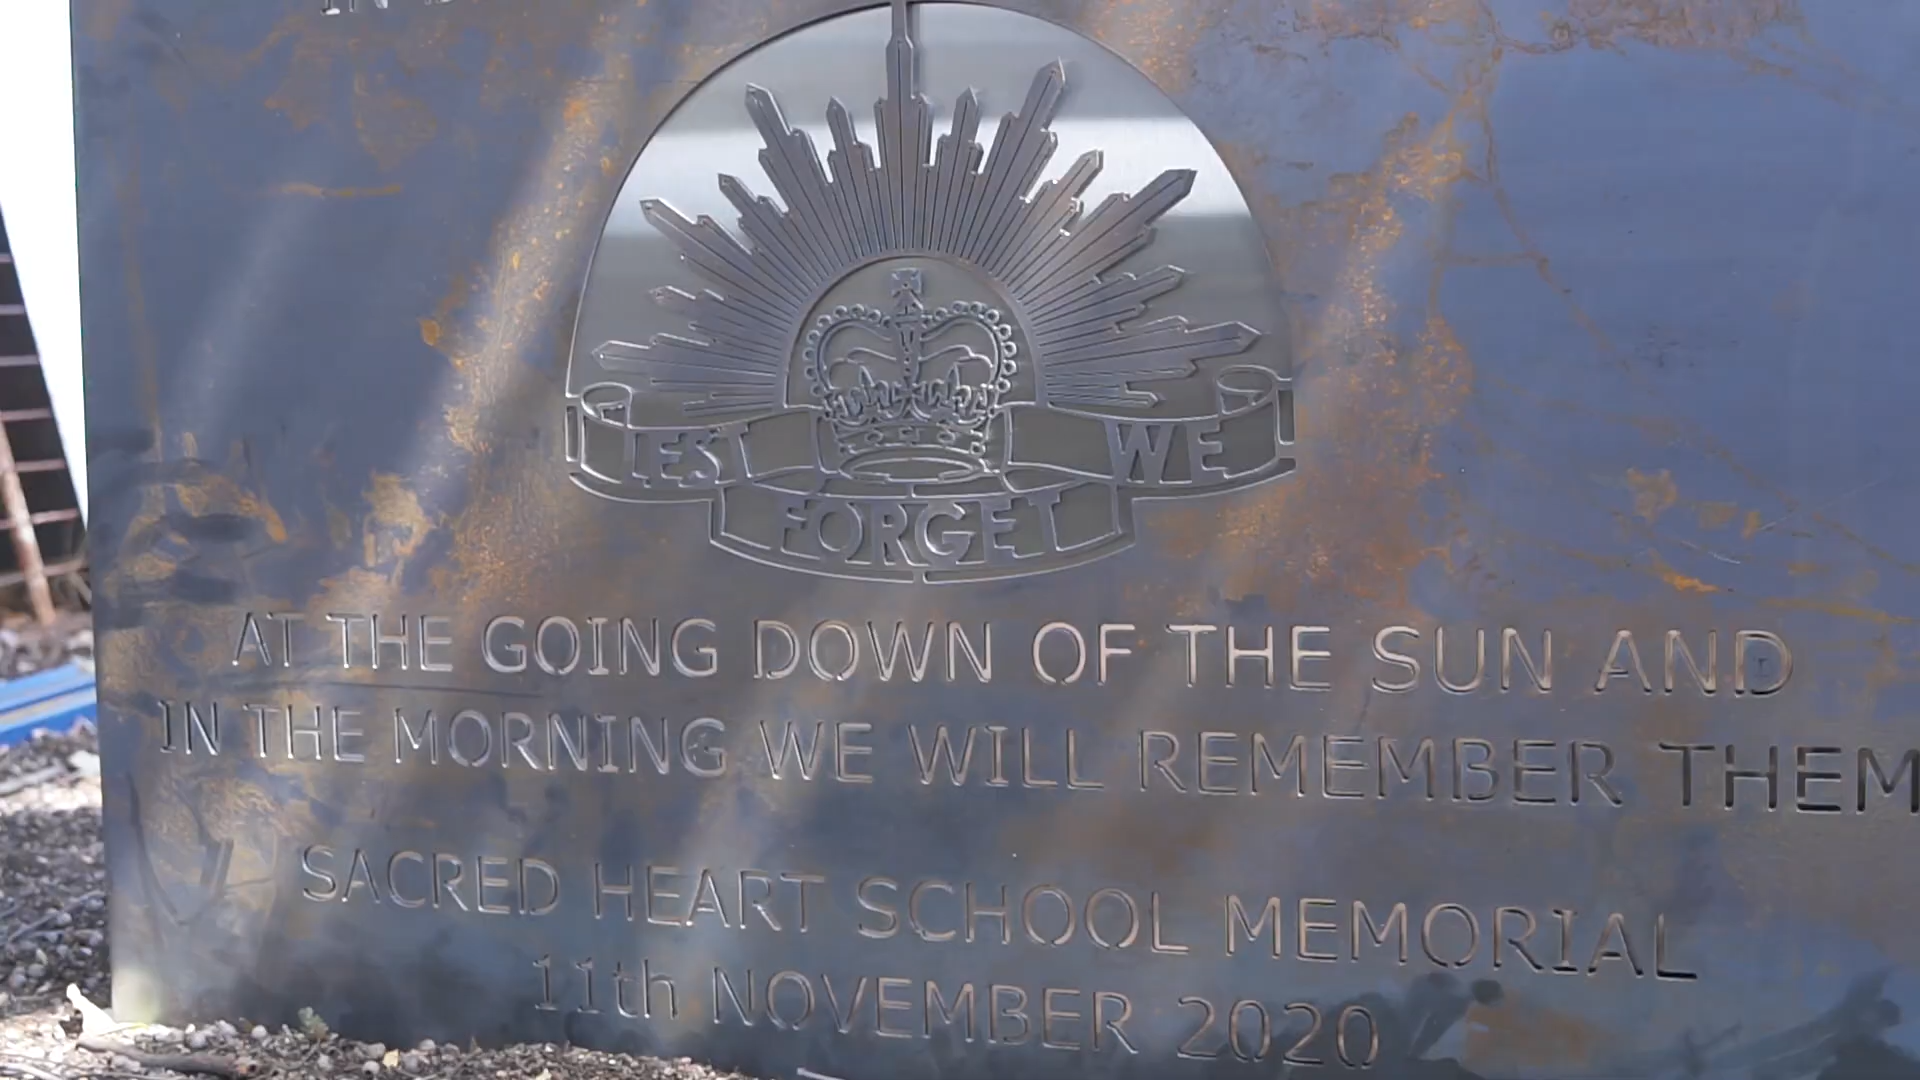 LEST WE
FORGET
AT THE GOING DOWN OF THE SUN AND
IN THE MORNING WE WILL REMEMBER THEM
SACRED HEART SCHOOL MEMORIAL
11th NOVEMBER 2020